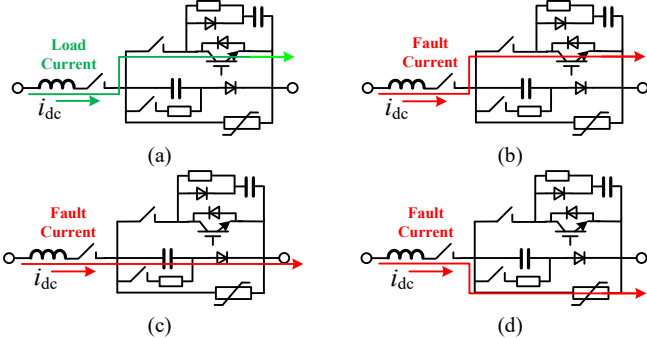 Load
Current
i_dc
(a)
Fault
Current
i_dc
(b)
Fault
Current
i_dc
(c)
Fault
Current
i_dc
(d)